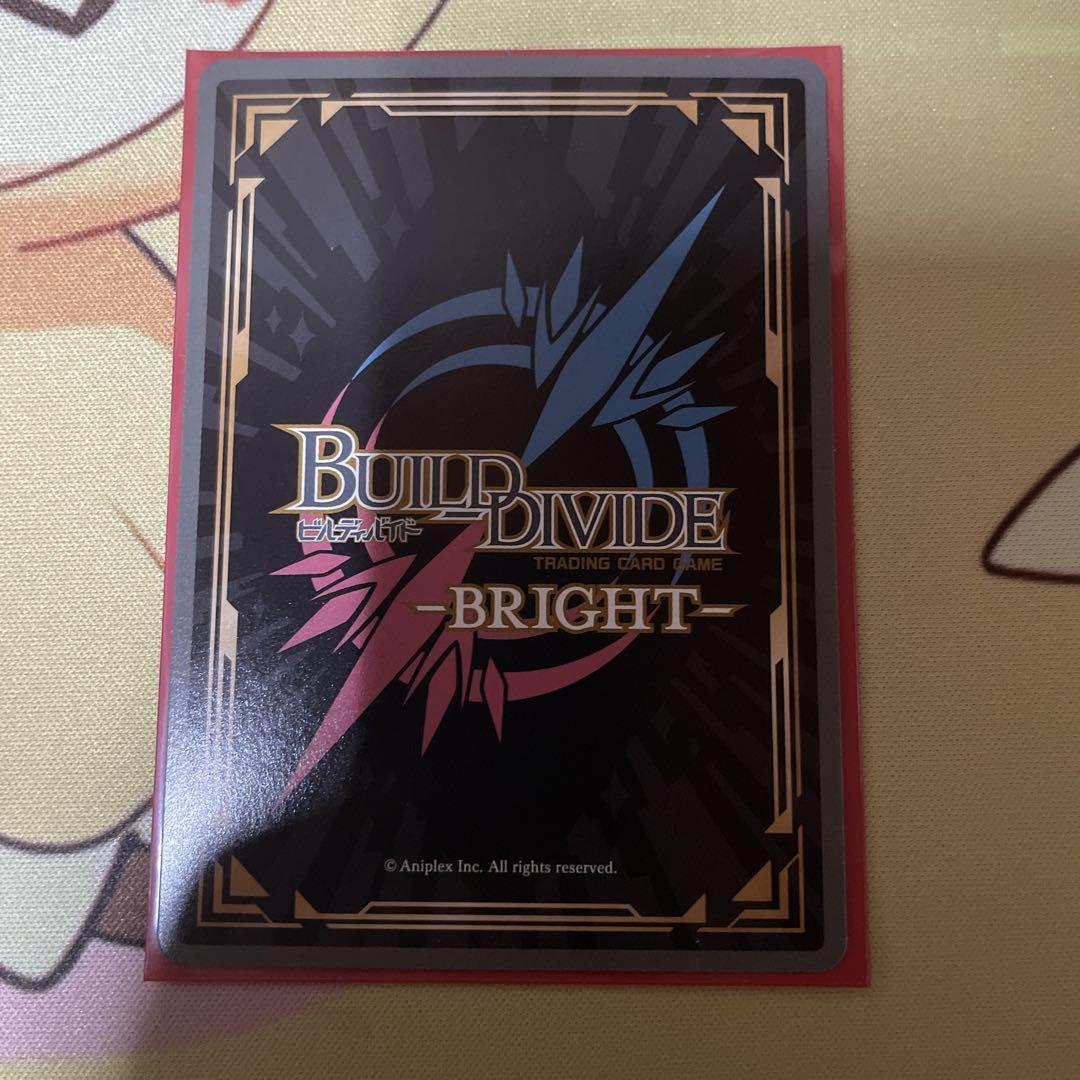 BUILD DIVIDE
ビルディバイド
TRADING CARD GAME
-BRIGHT-
© Aniplex Inc. All rights reserved.